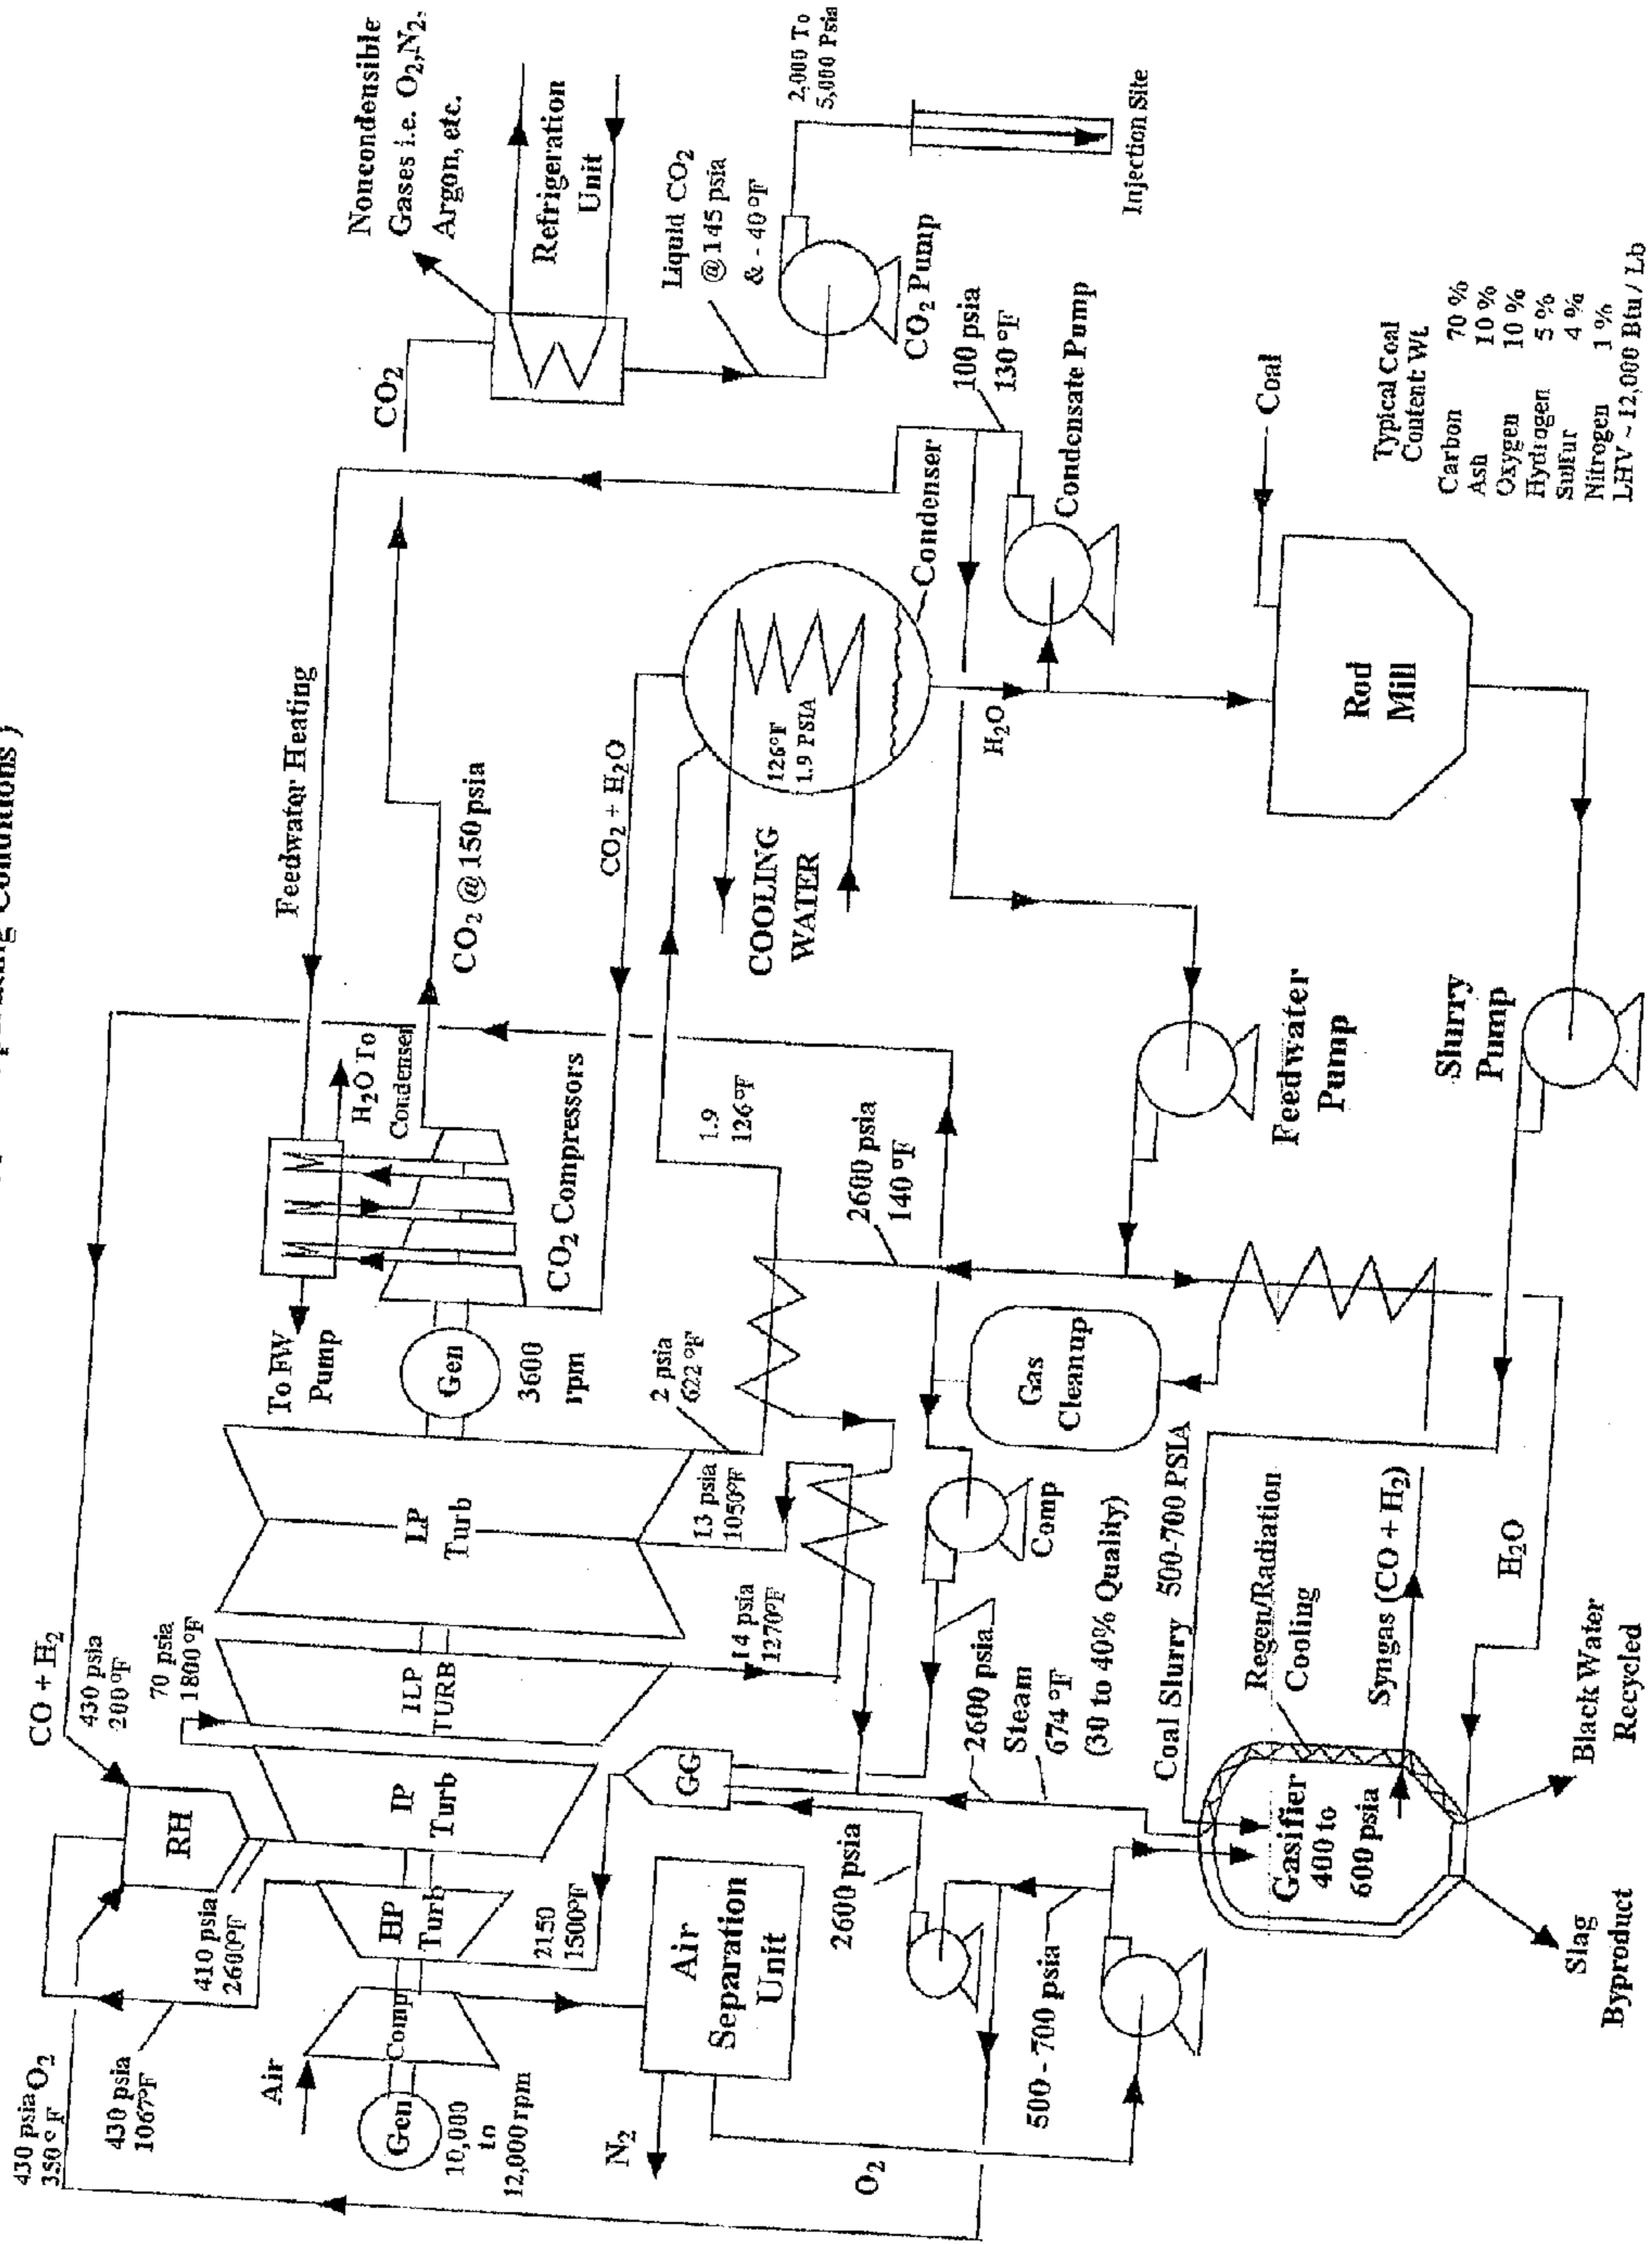 430 psia O₂
350 °F
430 psia
1067°F
410 psia
2600°F
RH
CO + H₂
430 psia
200°F
70 psia
1800 °F
Feedwater Heating
H₂O To
Condenser
To FW
Pump
CO₂ @ 150 psia
CO₂
Noncondensible
Gases i.e. O₂,N₂,
Argon, etc.
Refrigeration
Unit
Air
Gen
10,000
to
12,000 rpm
Comp
HP
Turb
IP
Turb
ILP
TURB
LP
Turb
Gen
3600
rpm
CO₂ Compressors
CO₂ + H₂O
Liquid CO₂
@ 145 psia
& - 40 °F
CO₂ Pump
2,000 To
5,000 Psia
Injection Site
2150
1500°F
14 psia
1270°F
13 psia
1050°F
2 psia
622 °F
1.9
126°F
COOLING
WATER
126°F
1.9 PSIA
Condenser
100 psia
130 °F
Condensate Pump
H₂O
N₂
Air
Separation
Unit
O₂
GG
2600 psia
500 - 700 psia
2600 psia
Steam
674 °F
(30 to 40% Quality)
Comp
Gas
Cleanup
2600 psia
140 °F
Feedwater
Pump
Rod
Mill
Coal
Coal Slurry 500-700 PSIA
Regen/Radiation
Cooling
Gasifier
400 to
600 psia
Syngas (CO + H₂)
H₂O
Slurry
Pump
Slag
Byproduct
Black Water
Recycled
Typical Coal
Content: Wt.
Carbon 70 %
Ash 10 %
Oxygen 10 %
Hydrogen 5 %
Sulfur 4 %
Nitrogen 1 %
LHV ~ 12,000 Btu / Lb